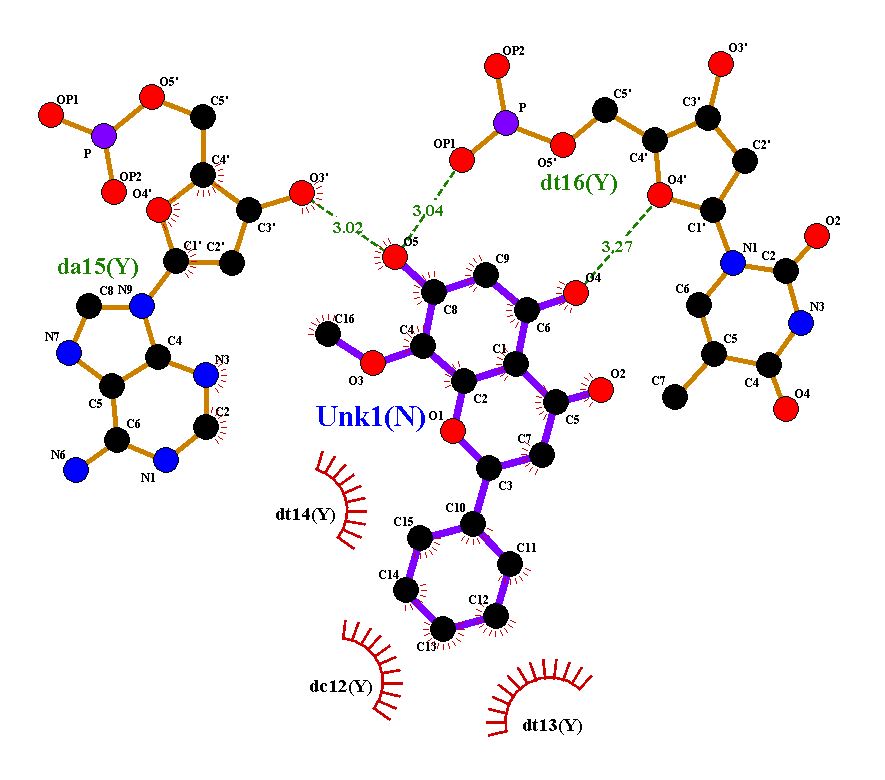 OP2
O3'
O5'
OP1
C5'
C5'
P
C3'
P
OP1
O5'
C4'
C2'
C4'
OP2
O3'
dt16(Y)
O4'
O4'
3.04
C1'
3.02
C3'
O2
C1'
C2'
O5
3.27
N1
C2
da15(Y)
C9
O4
N9
C8
C6
N3
C8
C16
C4
C6
C5
N7
C4
N3
C1
C4
O3
C2
O2
C7
O4
C5
C2
Unk1(N)
O1
C5
C6
C7
N6
N1
C3
C10
dt14(Y)
C15
C11
C14
C12
C13
dc12(Y)
dt13(Y)